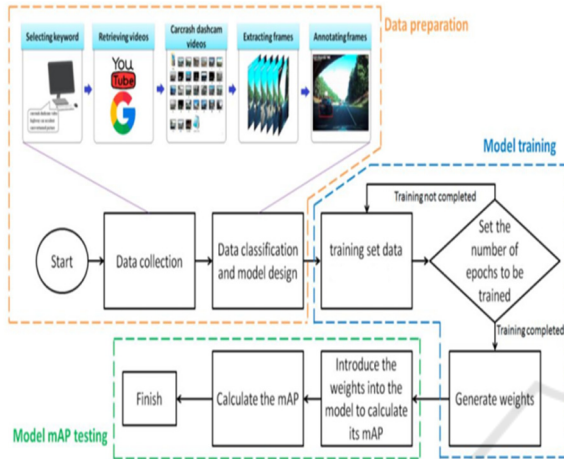 Data preparation
Selecting keyword
Retrieving videos
Carcrash dashcam
videos
Extracting frames
Annotating frames
You
Tube
G
Model training
Training not completed
Start
Data collection
Data classification
and model design
training set data
Set the
number of
epochs to be
trained
Training completed
Finish
Calculate the mAP
Introduce the
weights into the
model to calculate
its mAP
Generate weights
Model mAP testing